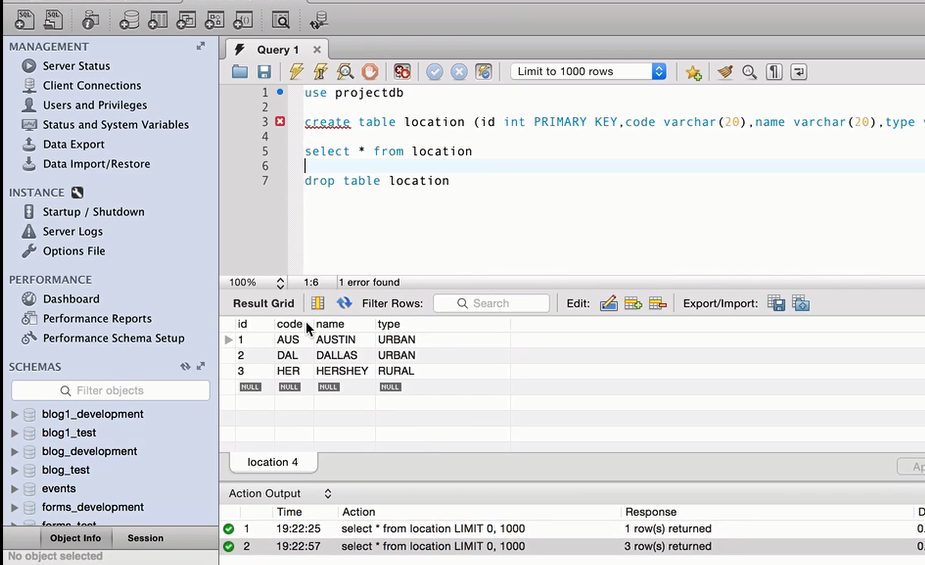 MANAGEMENT
Server Status
Client Connections
Users and Privileges
Status and System Variables
Data Export
Data Import/Restore
INSTANCE
Startup / Shutdown
Server Logs
Options File
PERFORMANCE
Dashboard
Performance Reports
Performance Schema Setup
SCHEMAS
Filter objects
blog1_development
blog1_test
blog_development
blog_test
events
forms_development
forms_test
Object Info Session
No object selected
Query 1
Limit to 1000 rows
1 use projectdb
2
3 create table location (id int PRIMARY KEY,code varchar(20),name varchar(20),type
4
5 select * from location
6
7 drop table location
100% 1:6 1 error found
Result Grid Filter Rows: Search Edit: Export/Import:
id code name type
1 AUS AUSTIN URBAN
2 DAL DALLAS URBAN
3 HER HERSHEY RURAL
NULL NULL NULL NULL
location 4
Ap
Action Output
Time Action Response D
1 19:22:25 select * from location LIMIT 0, 1000 1 row(s) returned 0.
2 19:22:57 select * from location LIMIT 0, 1000 3 row(s) returned 0.